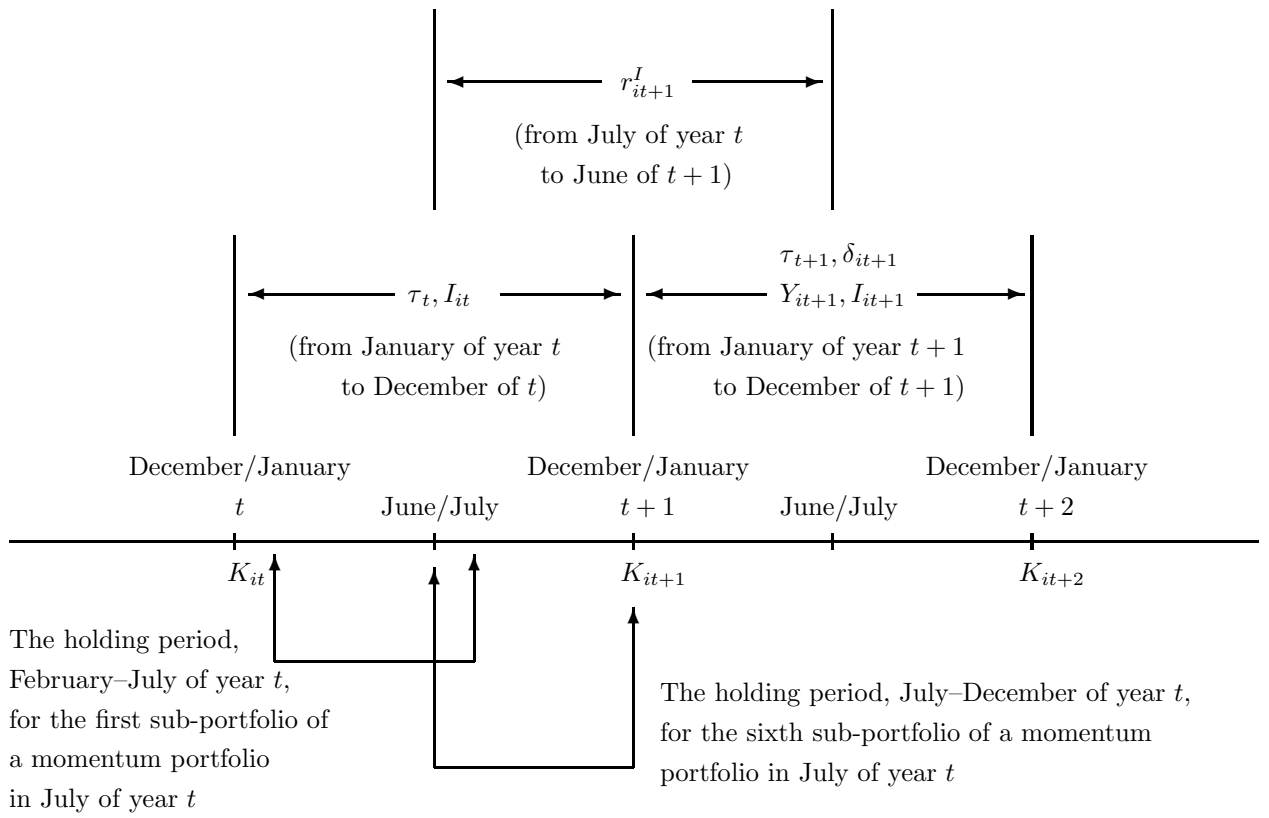 r^I_{it+1}
(from July of year t
to June of t + 1)
τ_{t+1}, δ_{it+1}
τ_t, I_{it}
Y_{it+1}, I_{it+1}
(from January of year t
to December of t)
(from January of year t + 1
to December of t + 1)
December/January
t
June/July
December/January
t + 1
June/July
December/January
t + 2
K_{it}
K_{it+1}
K_{it+2}
The holding period,
February–July of year t,
for the first sub-portfolio of
a momentum portfolio
in July of year t
The holding period, July–December of year t,
for the sixth sub-portfolio of a momentum
portfolio in July of year t